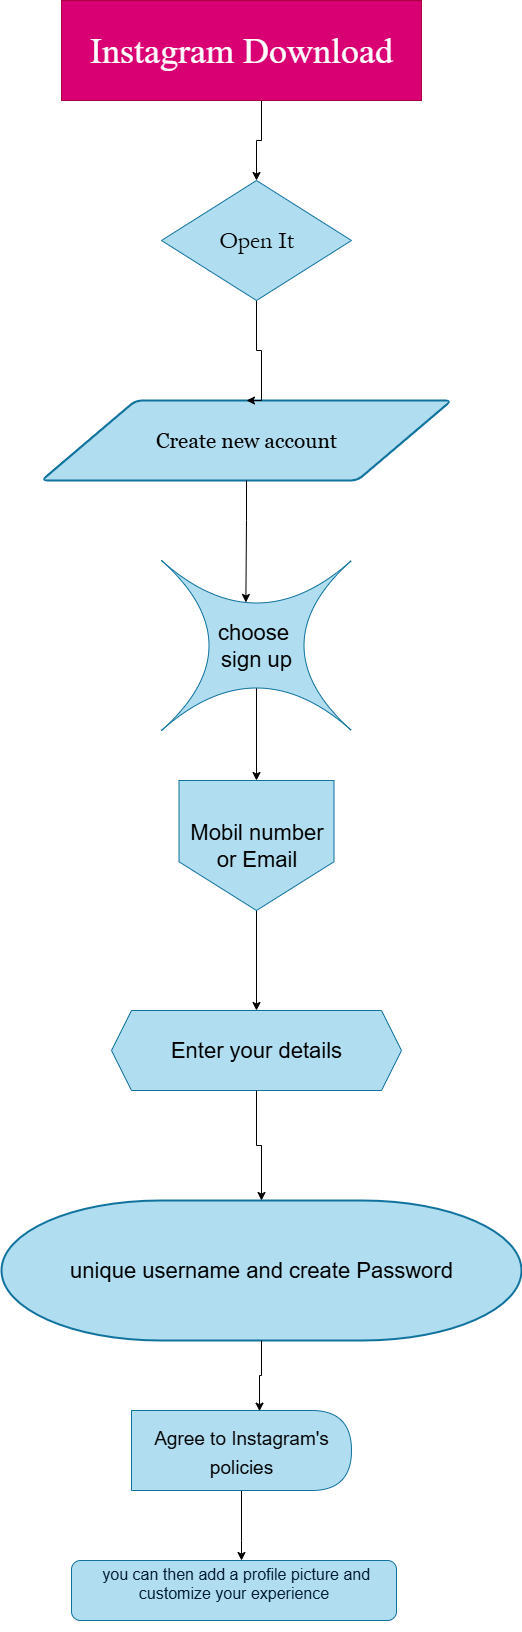 Instagram Download
Open It
Create new account
choose
sign up
Mobil number
or Email
Enter your details
unique username and create Password
Agree to Instagram's
policies
you can then add a profile picture and
customize your experience